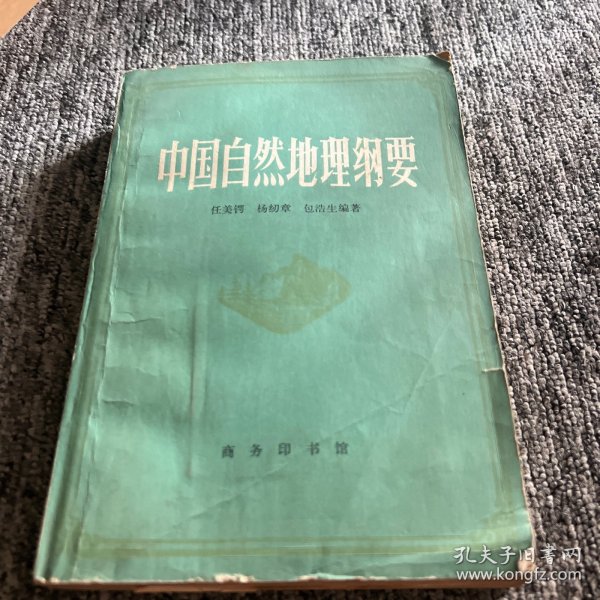 中国自然地理纲要
任美锷 杨纫章 包浩生编著
商务印书馆
孔夫子旧书网
www.kongfz.com